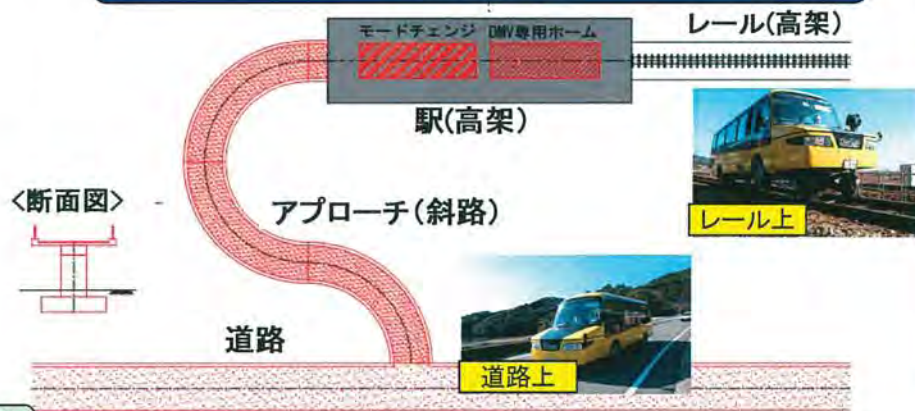 モードチェンジ DMV専用ホーム
レール(高架)
駅(高架)
<断面図>
アプローチ(斜路)
レール上
道路
道路上